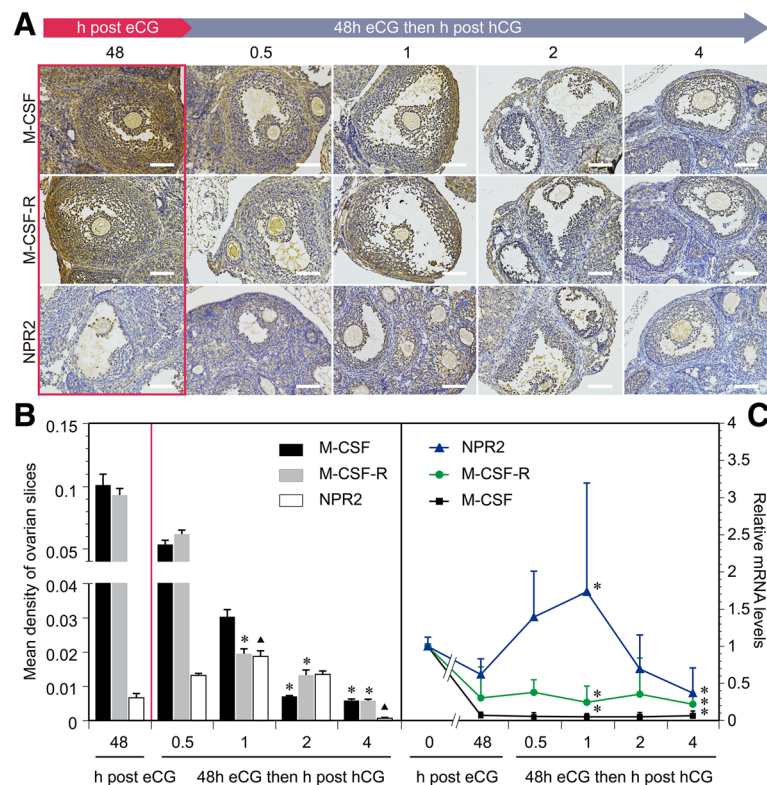 A
h post eCG
48h eCG then h post hCG
48
0.5
1
2
4
M-CSF
M-CSF-R
NPR2
B
C
Mean density of ovarian slices
0.15
0.1
0.05
0.04
0.03
0.02
0.01
0
M-CSF
M-CSF-R
NPR2
* * * * *
▲ ▲
48
0.5
1
2
4
h post eCG
48h eCG then h post hCG
NPR2
M-CSF-R
M-CSF
* * * * * *
4
3.5
3
2.5
2
1.5
1
0.5
0
Relative mRNA levels
0
48
0.5
1
2
4
h post eCG
48h eCG then h post hCG